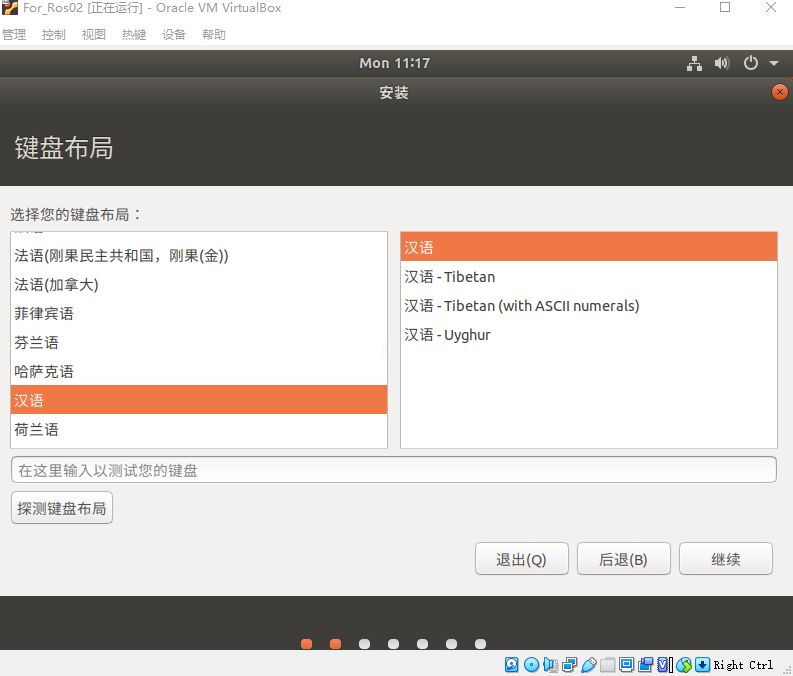 For_Ros02 [正在运行] - Oracle VM VirtualBox
管理 控制 视图 热键 设备 帮助
Mon 11:17
安装
键盘布局
选择您的键盘布局：
法语(刚果民主共和国，刚果(金))
法语(加拿大)
菲律宾语
芬兰语
哈萨克语
汉语
荷兰语
汉语
汉语 - Tibetan
汉语 - Tibetan (with ASCII numerals)
汉语 - Uyghur
在这里输入以测试您的键盘
探测键盘布局
退出(Q) 后退(B) 继续
Right Ctrl